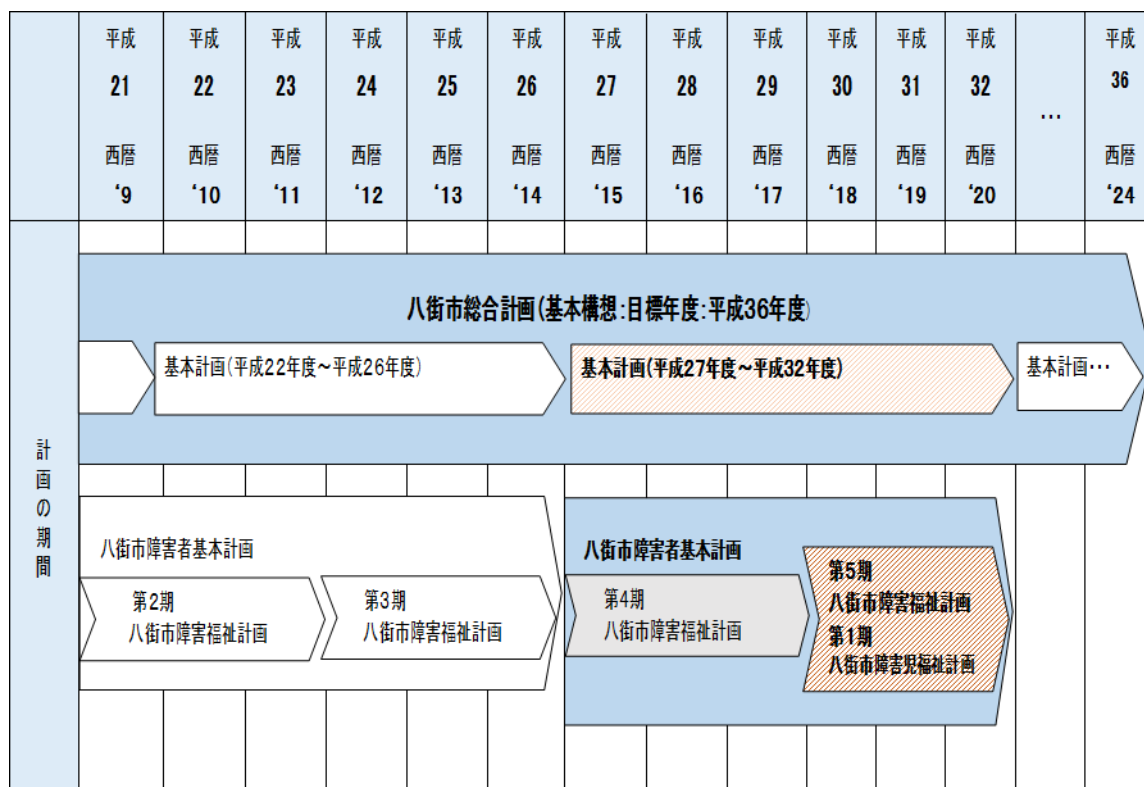 平成 平成 平成 平成 平成 平成 平成 平成 平成 平成 平成 平成 平成
21 22 23 24 25 26 27 28 29 30 31 32 … 36
西暦 西暦 西暦 西暦 西暦 西暦 西暦 西暦 西暦 西暦 西暦 西暦 西暦
‘9 ‘10 ‘11 ‘12 ‘13 ‘14 ‘15 ‘16 ‘17 ‘18 ‘19 ‘20 ‘24
計画の期間
八街市総合計画(基本構想:目標年度:平成36年度)
基本計画(平成22年度～平成26年度)
基本計画(平成27年度～平成32年度)
基本計画…
八街市障害者基本計画
第2期
八街市障害福祉計画
第3期
八街市障害福祉計画
八街市障害者基本計画
第4期
八街市障害福祉計画
第5期
八街市障害福祉計画
第1期
八街市障害児福祉計画